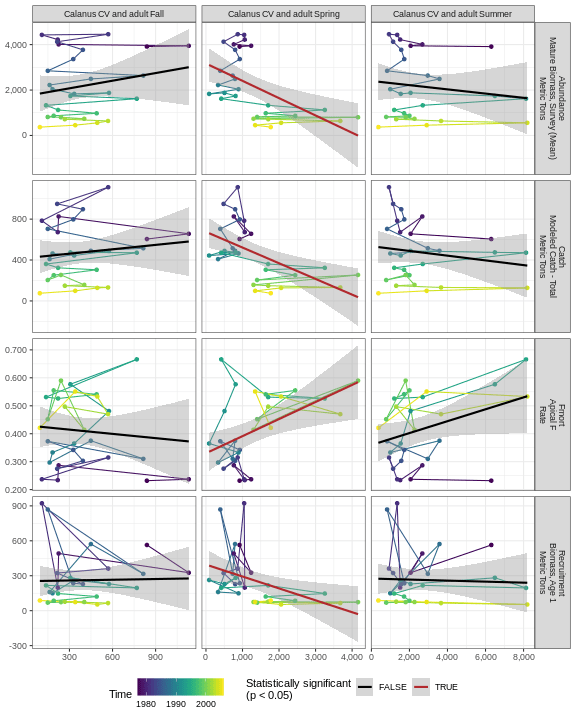 Calanus CV and adult Fall
Calanus CV and adult Spring
Calanus CV and adult Summer
4,000
2,000
0
Abundance
Mature Biomass, Survey (Mean)
Metric Tons
800
400
0
Catch
Modelled Catch - Total
Metric Tons
0.700
0.600
0.500
0.400
0.300
0.200
Fmort
Apical F
Rate
900
600
300
0
-300
Recruitment
Biomass, Age 1
Metric Tons
300 600 900
0 1,000 2,000 3,000 4,000
0 2,000 4,000 6,000 8,000
Time
1980 1990 2000
Statistically significant
(p < 0.05)
FALSE
TRUE